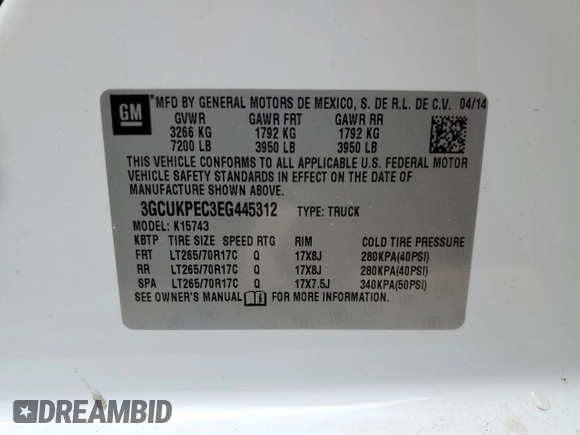 GM
®MFD BY GENERAL MOTORS DE MEXICO, S. DE R.L. DE C.V. 04/14
GVWR GAWR FRT GAWR RR
3266 KG 1792 KG 1792 KG
7200 LB 3950 LB 3950 LB
THIS VEHICLE CONFORMS TO ALL APPLICABLE U.S. FEDERAL MOTOR
VEHICLE SAFETY STANDARDS IN EFFECT ON THE DATE OF
MANUFACTURE SHOWN ABOVE.
3GCUKPEC3EG445312 TYPE: TRUCK
MODEL: K15743
KBTP TIRE SIZE SPEED RTG RIM COLD TIRE PRESSURE
FRT LT265/70R17C Q 17X8J 280KPA(40PSI)
RR LT265/70R17C Q 17X8J 280KPA(40PSI)
SPA LT265/70R17C Q 17X7.5J 340KPA(50PSI)
SEE OWNER'S MANUAL FOR MORE INFORMATION.
DREAMBID